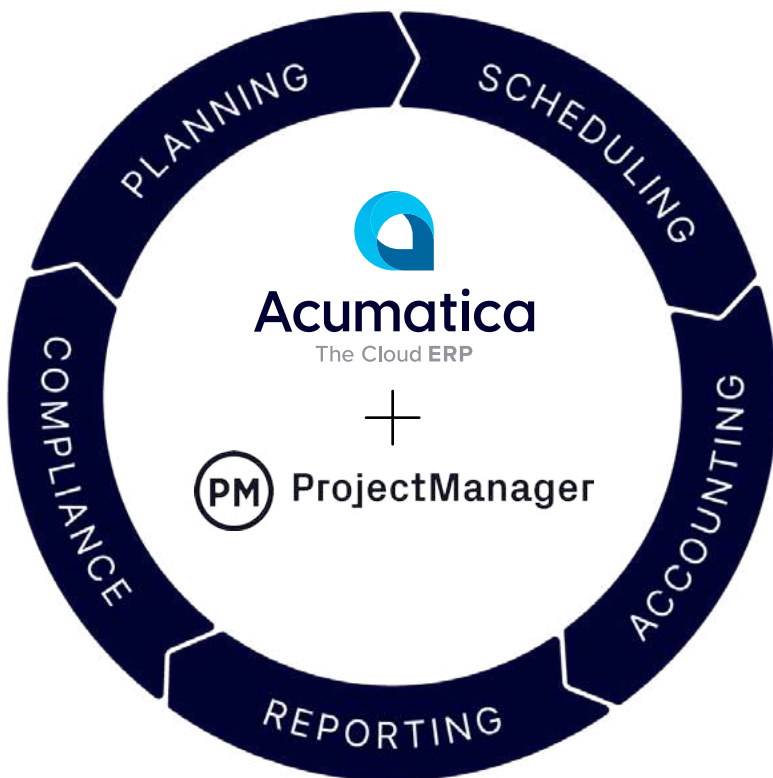 PLANNING
SCHEDULING
ACCOUNTING
REPORTING
COMPLIANCE
Acumatica
The Cloud ERP
PM ProjectManager